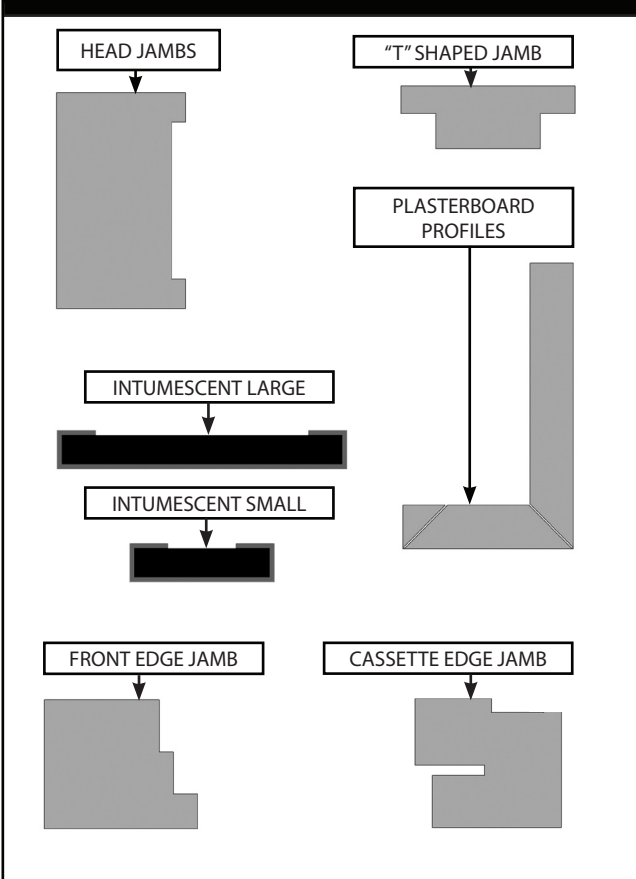 HEAD JAMBS
“T” SHAPED JAMB
PLASTERBOARD
PROFILES
INTUMESCENT LARGE
INTUMESCENT SMALL
FRONT EDGE JAMB
CASSETTE EDGE JAMB